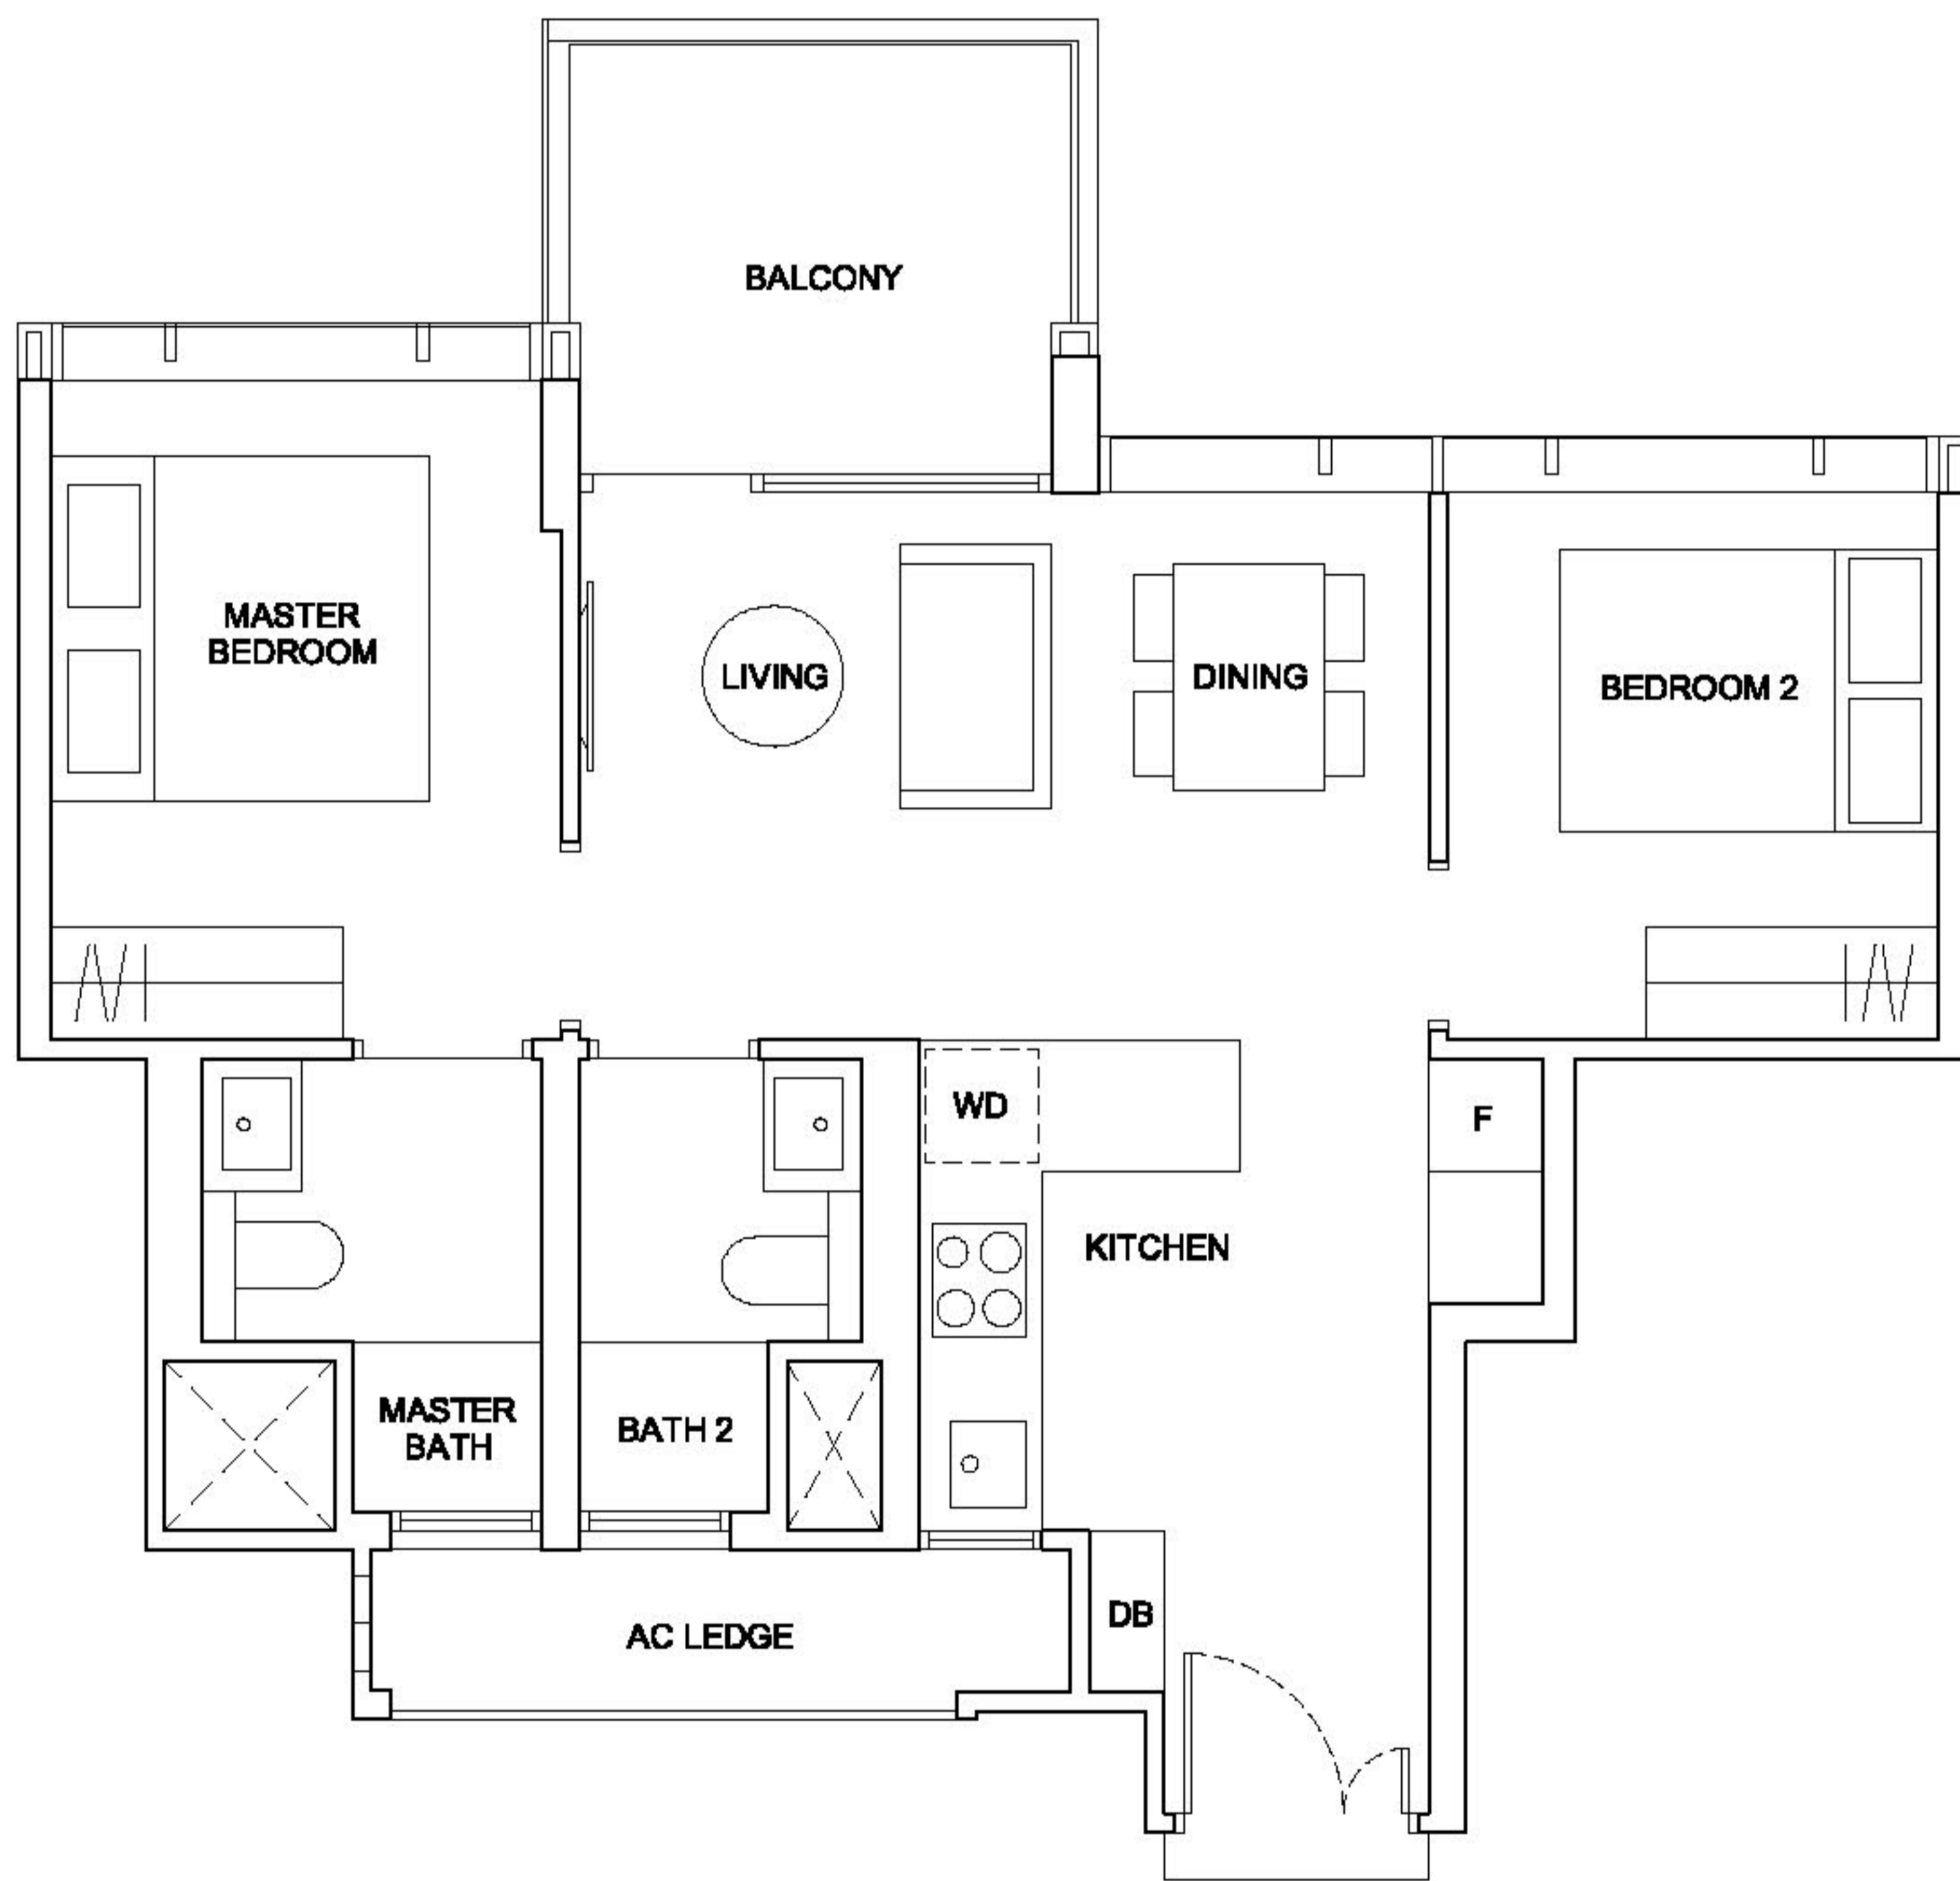 BALCONY
MASTER
BEDROOM
LIVING
DINING
BEDROOM 2
WD
F
KITCHEN
MASTER
BATH
BATH 2
DB
AC LEDGE